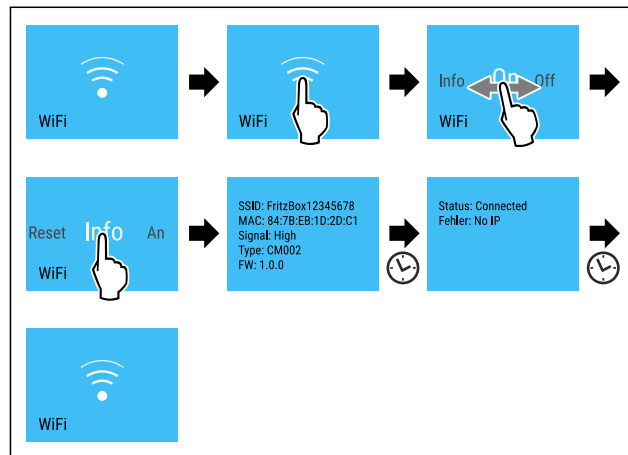 WiFi
WiFi
Info On Off
WiFi
Reset Info An
WiFi
SSID: FritzBox12345678
MAC: 84:7B:EB:1D:2D:C1
Signal: High
Type: CM002
FW: 1.0.0
Status: Connected
Fehler: No IP
WiFi